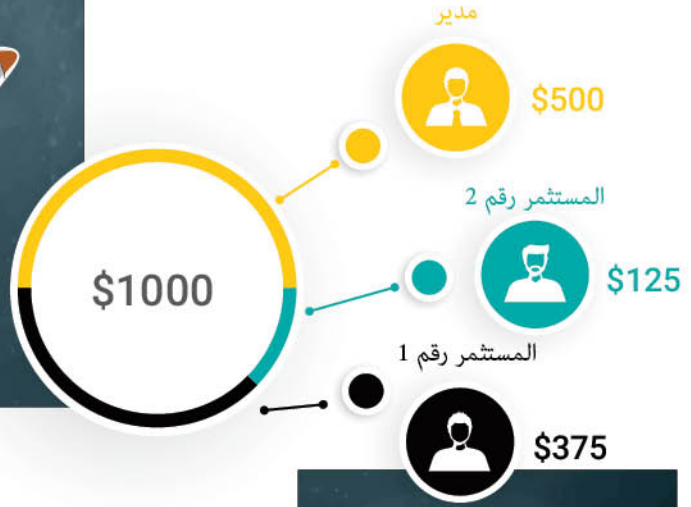 مدير
$500
المستثمر رقم 2
$1000
$125
المستثمر رقم 1
$375